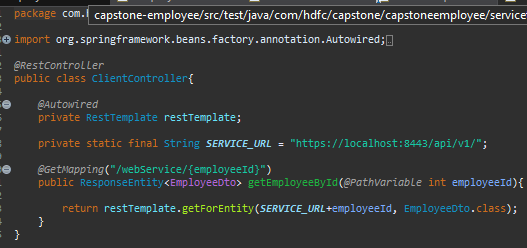 package com.
capstone-employee/src/test/java/com/hdfc/capstone/capstoneemployee/service
import org.springframework.beans.factory.annotation.Autowired;
@RestController
public class ClientController{
@Autowired
private RestTemplate restTemplate;
private static final String SERVICE_URL = "https://localhost:8443/api/v1/";
@GetMapping("/webService/{employeeId}")
public ResponseEntity<EmployeeDto> getEmployeeById(@PathVariable int employeeId){
return restTemplate.getForEntity(SERVICE_URL+employeeId, EmployeeDto.class);
}
}